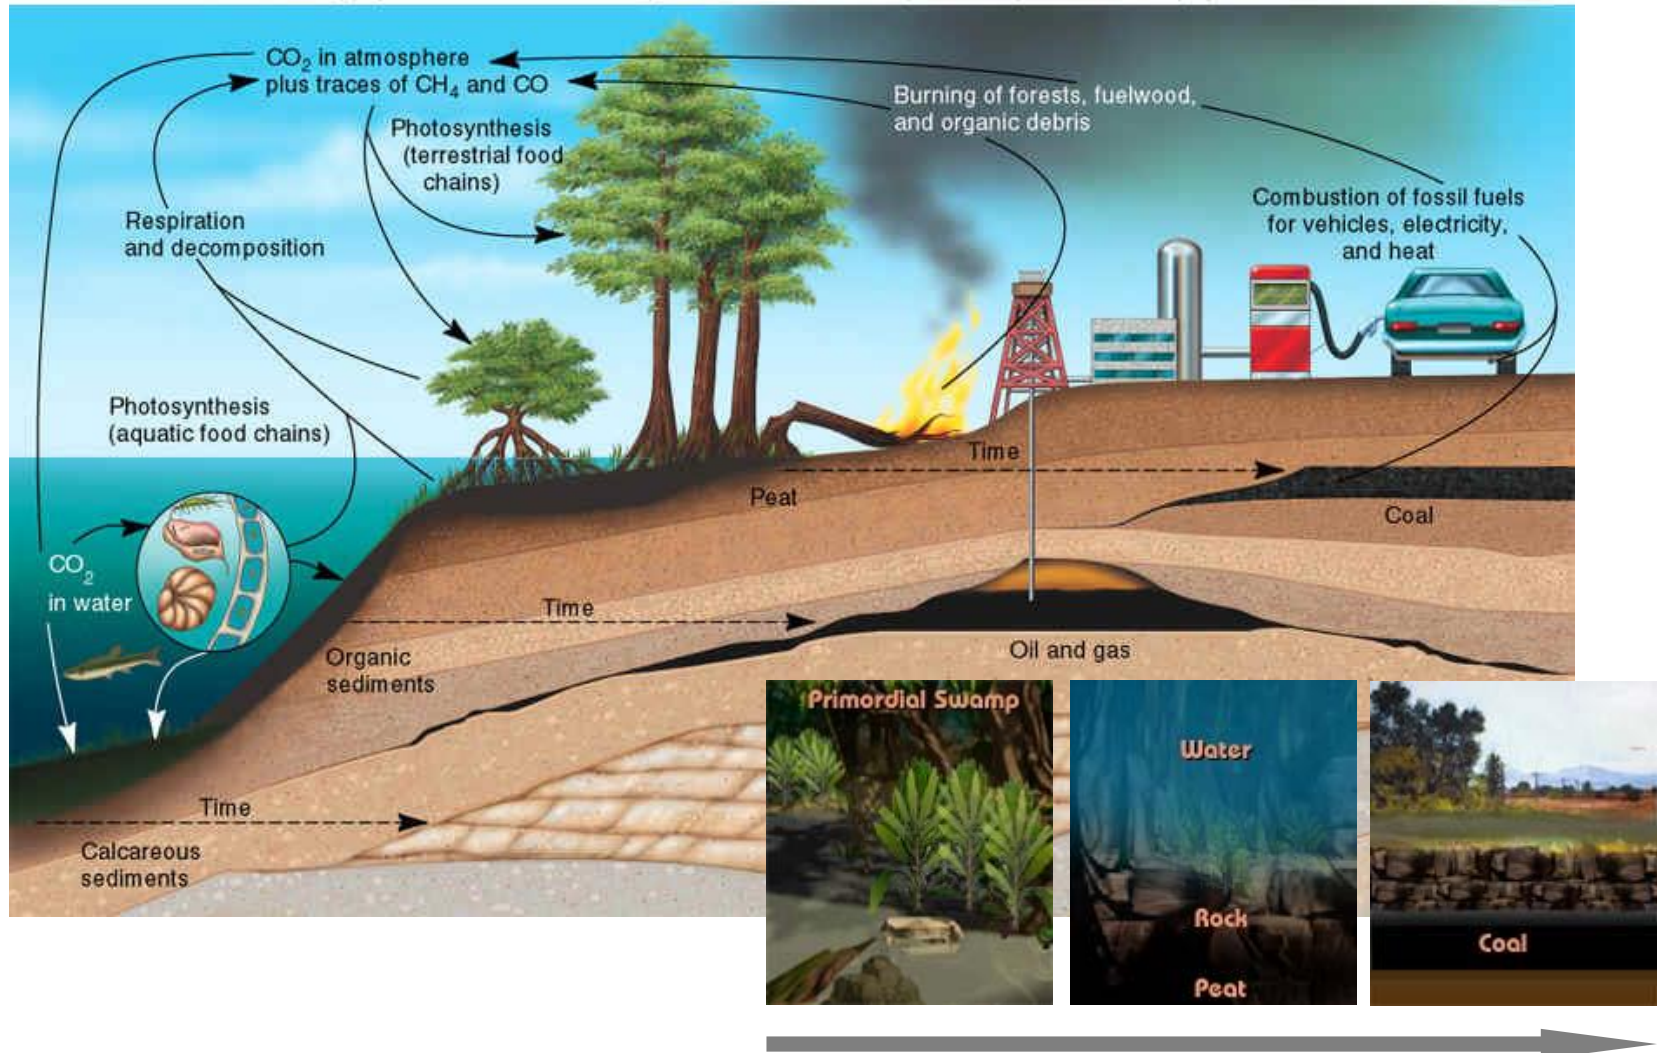 CO₂ in atmosphere
plus traces of CH₄ and CO
Photosynthesis
(terrestrial food
chains)
Burning of forests, fuelwood,
and organic debris
Combustion of fossil fuels
for vehicles, electricity,
and heat
Respiration
and decomposition
Photosynthesis
(aquatic food chains)
Time
Peat
Coal
CO₂
in water
Time
Organic
sediments
Oil and gas
Time
Calcareous
sediments
Primordial Swamp
Water
Rock
Peat
Coal